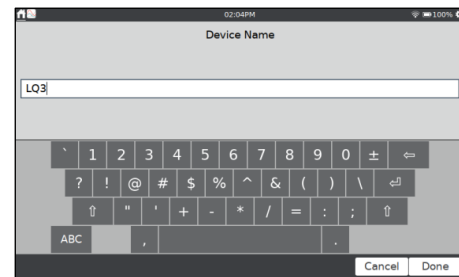 02:04PM 100%
Device Name
LQ3
` 1 2 3 4 5 6 7 8 9 0 ± ⇦
? ! @ # $ % ^ & ( ) \ ⏎
⇧ " ' + - * / = : ; ⇧
ABC , .
Cancel Done